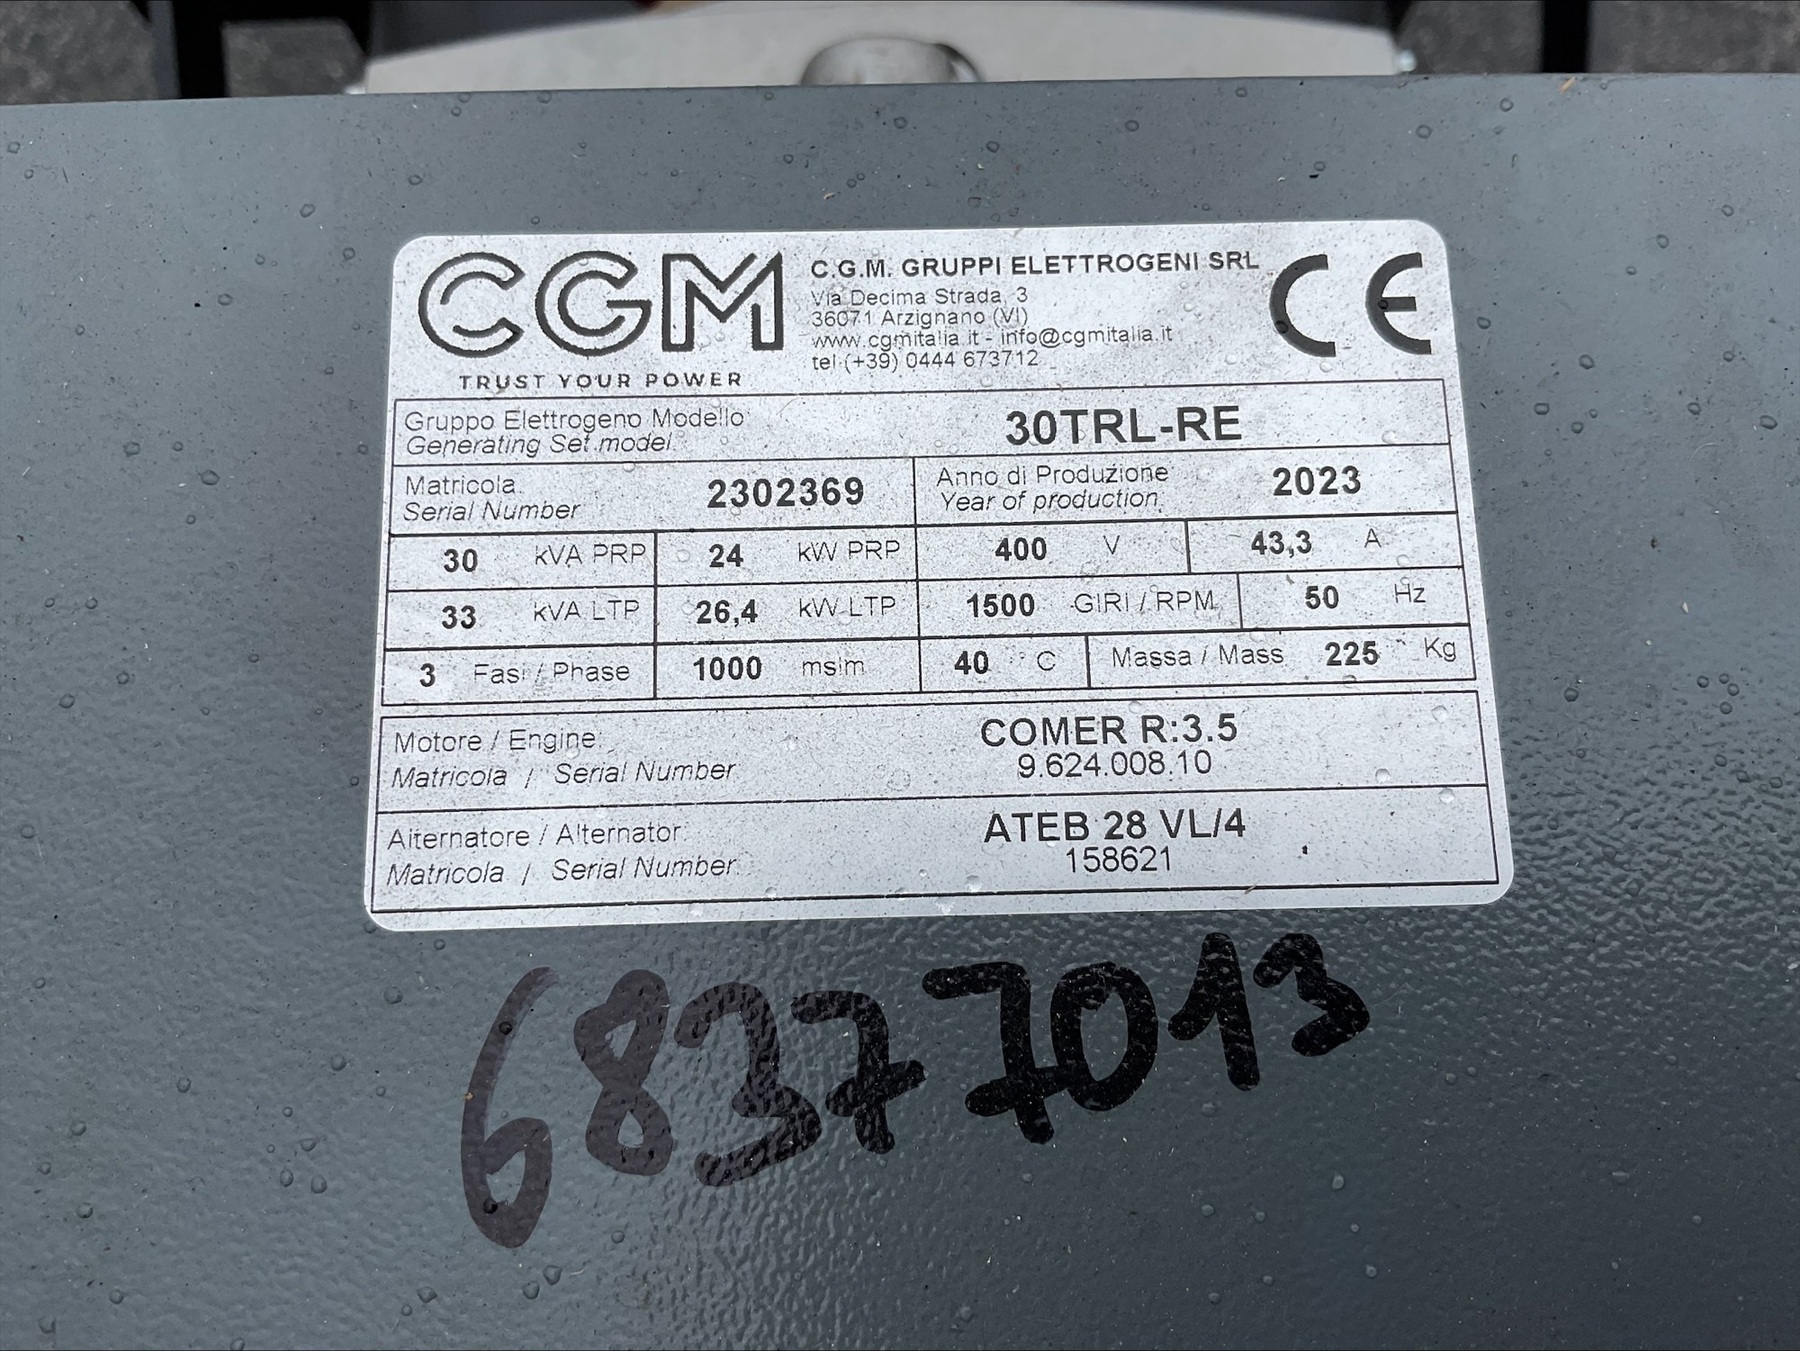 CGM
TRUST YOUR POWER
C.G.M. GRUPPI ELETTROGENI SRL
Via Decima Strada, 3
36071 Arzignano (VI)
www.cgmitalia.it - info@cgmitalia.it
tel (+39) 0444 673712
CE
Gruppo Elettrogeno Modello
Generating Set model
30TRL-RE
Matricola
Serial Number
2302369
Anno di Produzione
Year of production
2023
30 kVA PRP 24 kW PRP 400 V 43,3 A
33 kVA LTP 26,4 kW LTP 1500 GIRI / RPM 50 Hz
3 Fasi / Phase 1000 mslm 40 °C Massa / Mass 225 Kg
Motore / Engine COMER R:3.5
Matricola / Serial Number 9.624.008.10
Alternatore / Alternator ATEB 28 VL/4
Matricola / Serial Number 158621
68377013